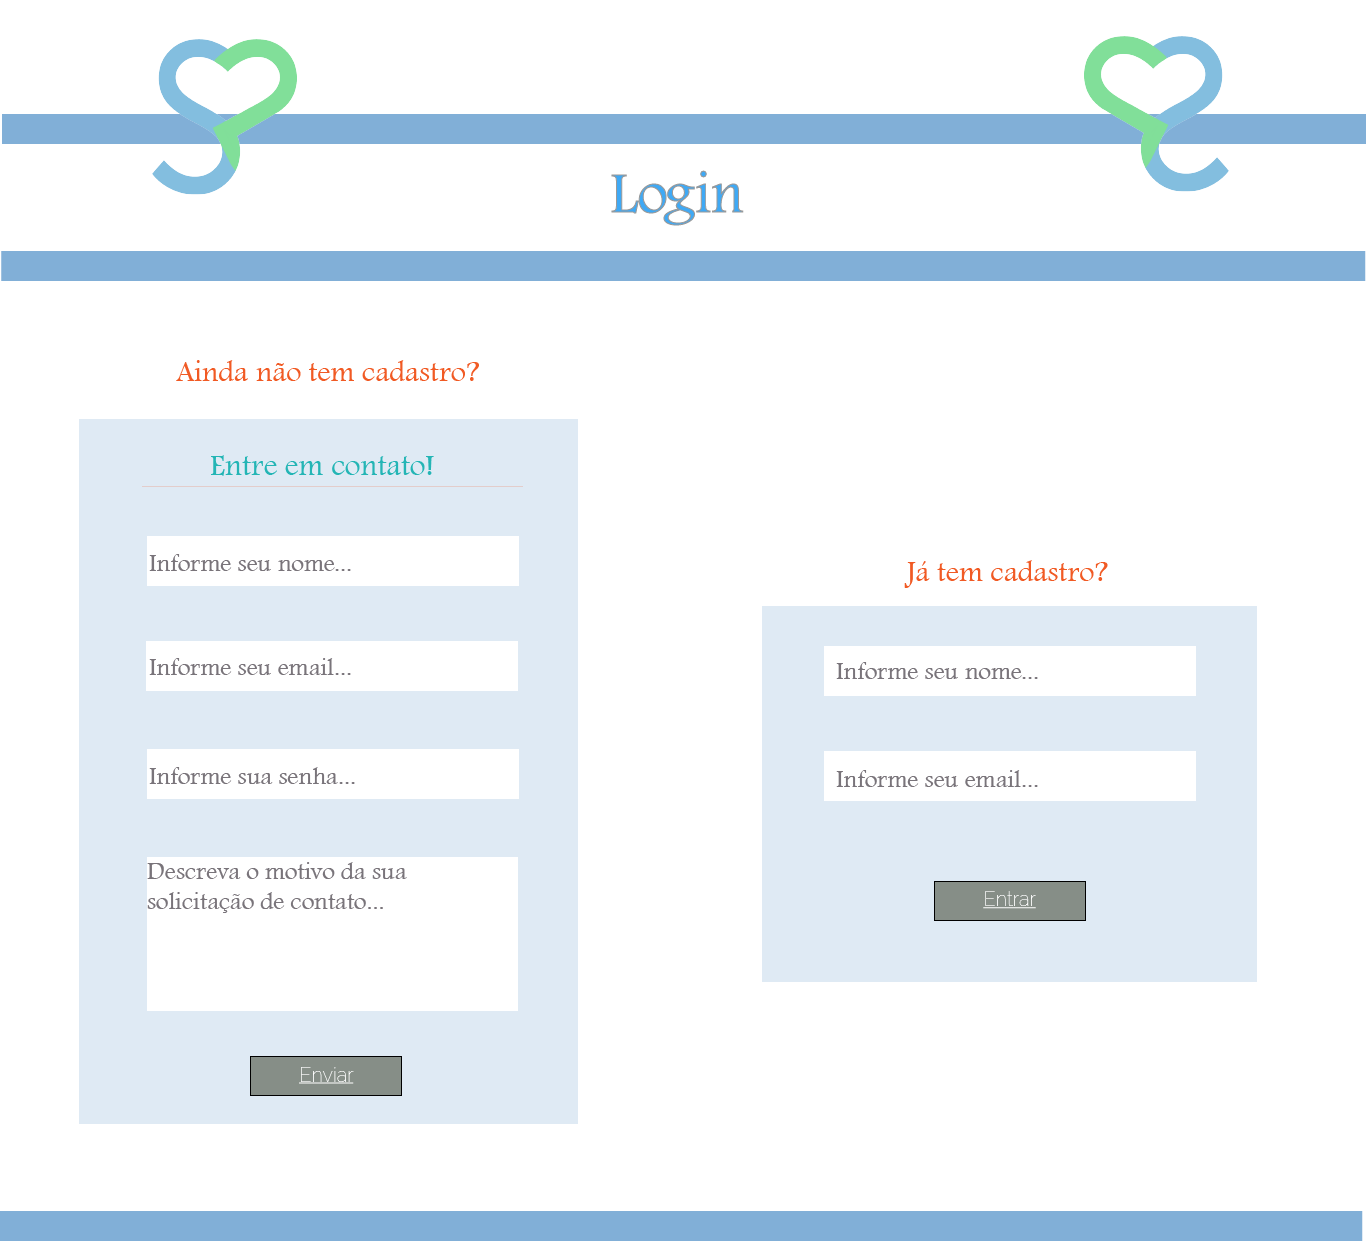 Login
Ainda não tem cadastro?
Entre em contato!
Informe seu nome...
Informe seu email...
Informe sua senha...
Descreva o motivo da sua
solicitação de contato...
Enviar
Já tem cadastro?
Informe seu nome...
Informe seu email...
Entrar